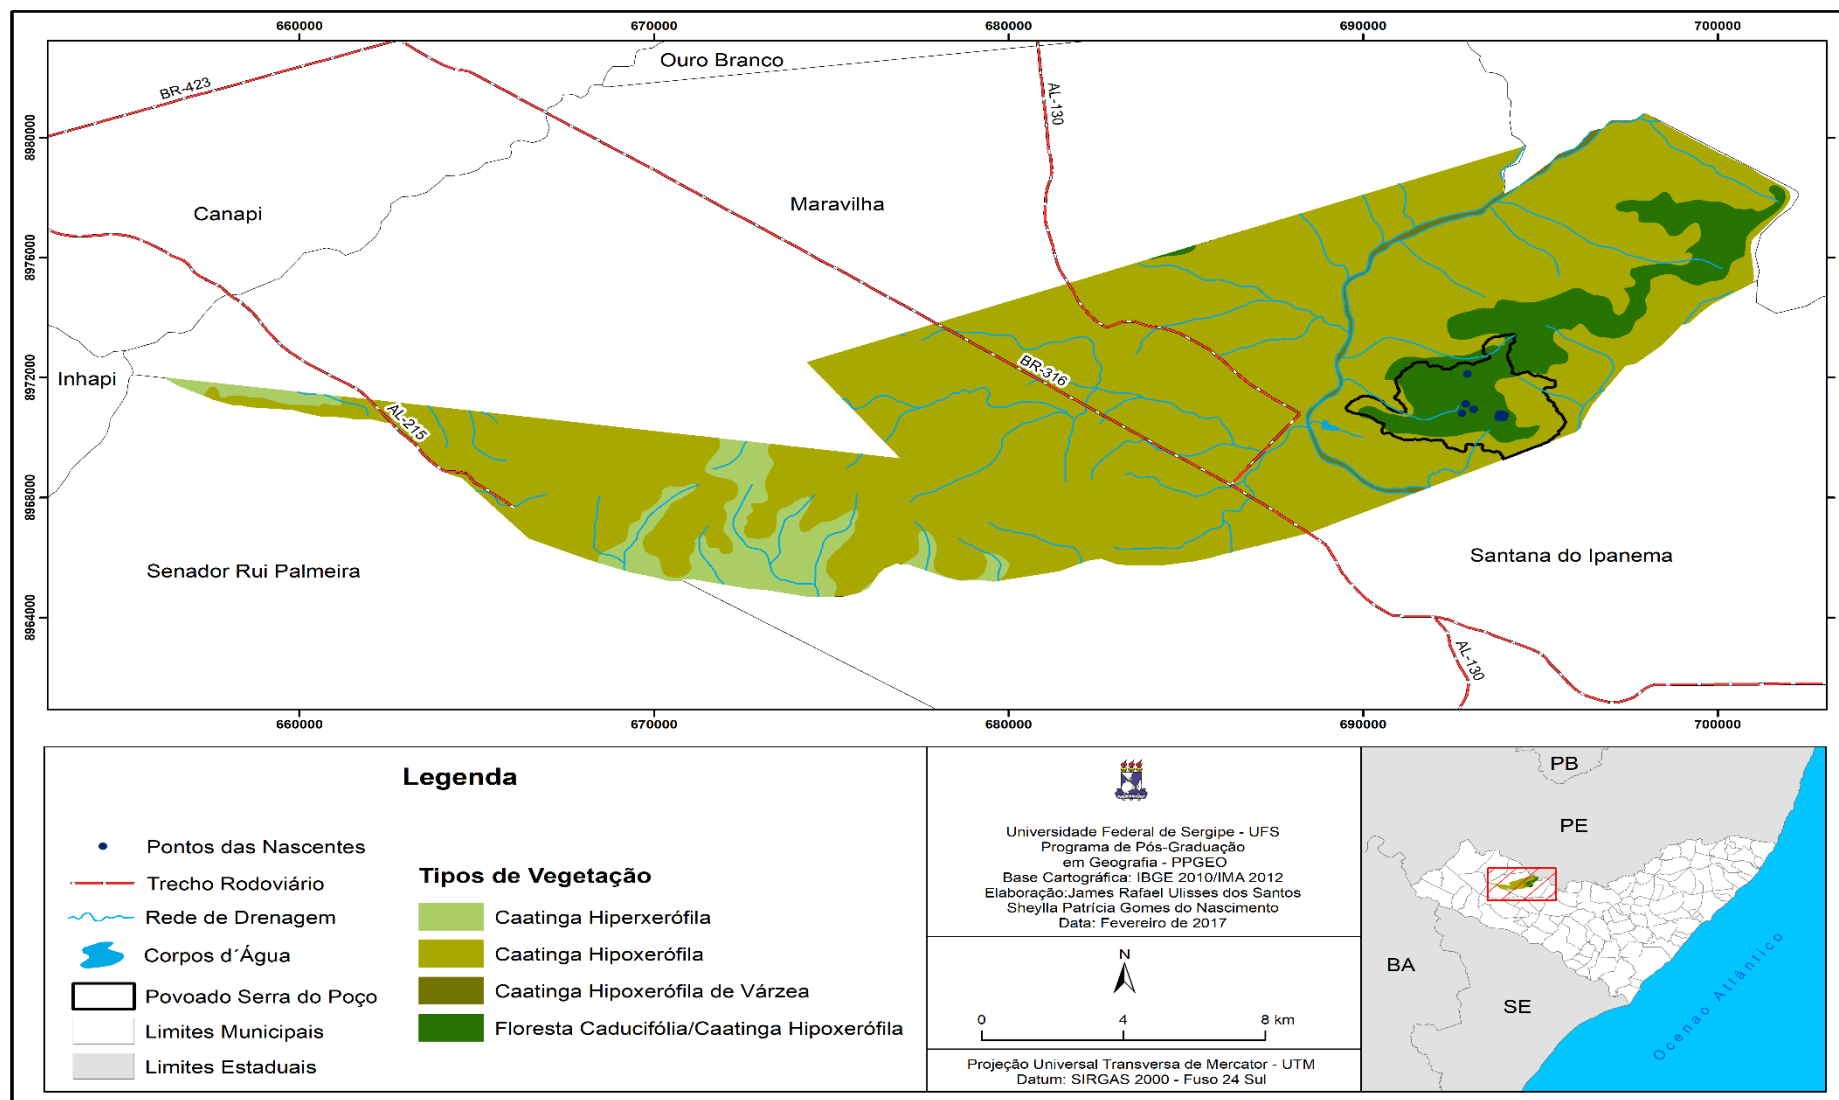 660000
670000
680000
690000
700000
Ouro Branco
BR-423
AL-130
8980000
Maravilha
Canapi
8976000
8972000
Inhapi
BR-316
AL-215
8968000
Santana do Ipanema
Senador Rui Palmeira
8964000
AL-130
660000
670000
680000
690000
700000
Legenda
Pontos das Nascentes
Trecho Rodoviário
Rede de Drenagem
Corpos d´Água
Povoado Serra do Poço
Limites Municipais
Limites Estaduais
Tipos de Vegetação
Caatinga Hiperxerófila
Caatinga Hipoxerófila
Caatinga Hipoxerófila de Várzea
Floresta Caducifólia/Caatinga Hipoxerófila
Universidade Federal de Sergipe - UFS
Programa de Pós-Graduação
em Geografia - PPGEO
Base Cartográfica: IBGE 2010/IMA 2012
Elaboração:James Rafael Ulisses dos Santos
Sheylla Patrícia Gomes do Nascimento
Data: Fevereiro de 2017
N
0 4 8 km
Projeção Universal Transversa de Mercator - UTM
Datum: SIRGAS 2000 - Fuso 24 Sul
PB
PE
BA
SE
Ocenao Atlântico